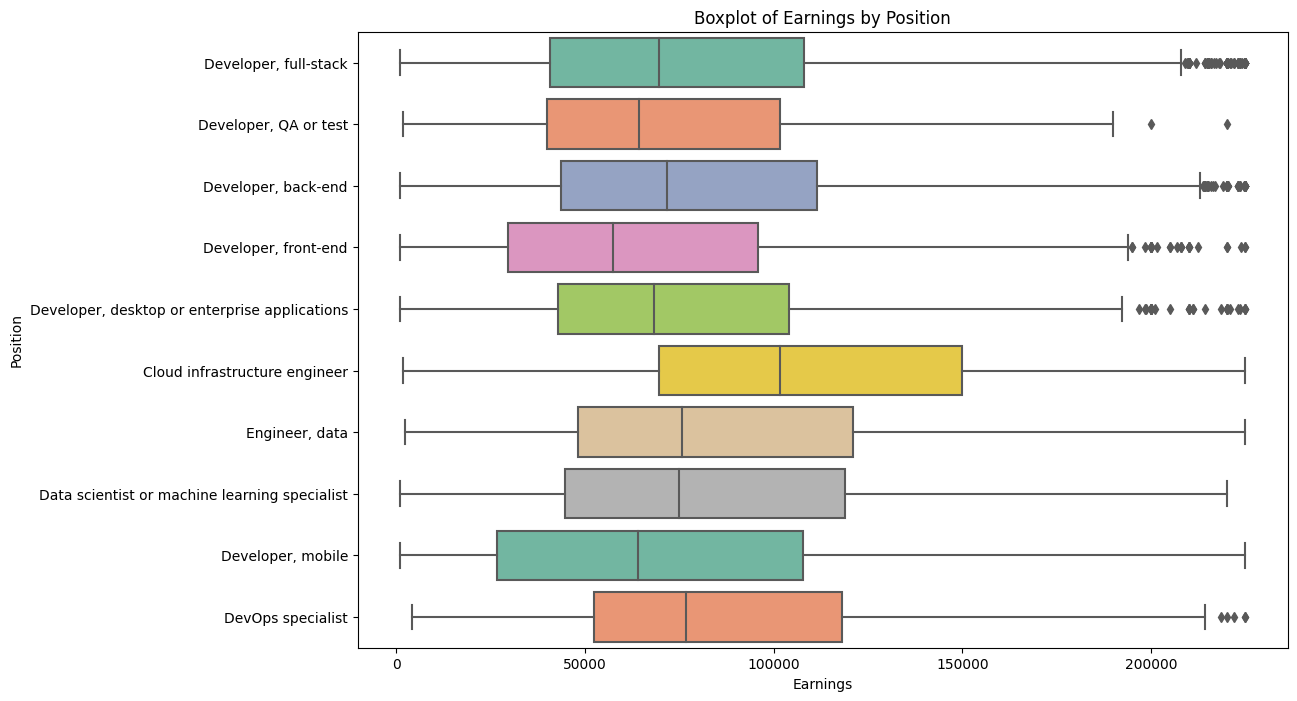 Boxplot of Earnings by Position
Developer, full-stack
Developer, QA or test
Developer, back-end
Developer, front-end
Developer, desktop or enterprise applications
Cloud infrastructure engineer
Engineer, data
Data scientist or machine learning specialist
Developer, mobile
DevOps specialist
Position
0 50000 100000 150000 200000
Earnings